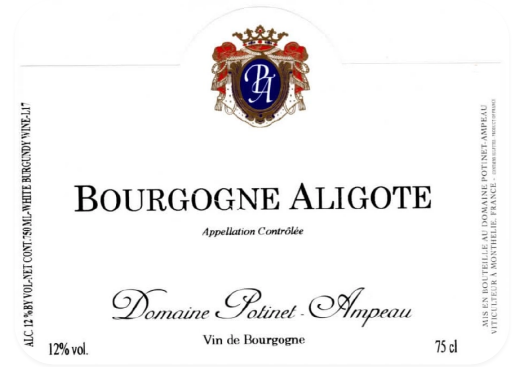 PA
BOURGOGNE ALIGOTE
Appellation Contrôlée
Domaine Potinet-Ampeau
Vin de Bourgogne
12% vol.
75 cl
ALC. 12 % BY VOL-NET CONT. 750 ML-WHITE BURGUNDY WINE-L17
MIS EN BOUTEILLE AU DOMAINE POTINET-AMPEAU
VITICULTEUR A MONTHELIE, FRANCE -